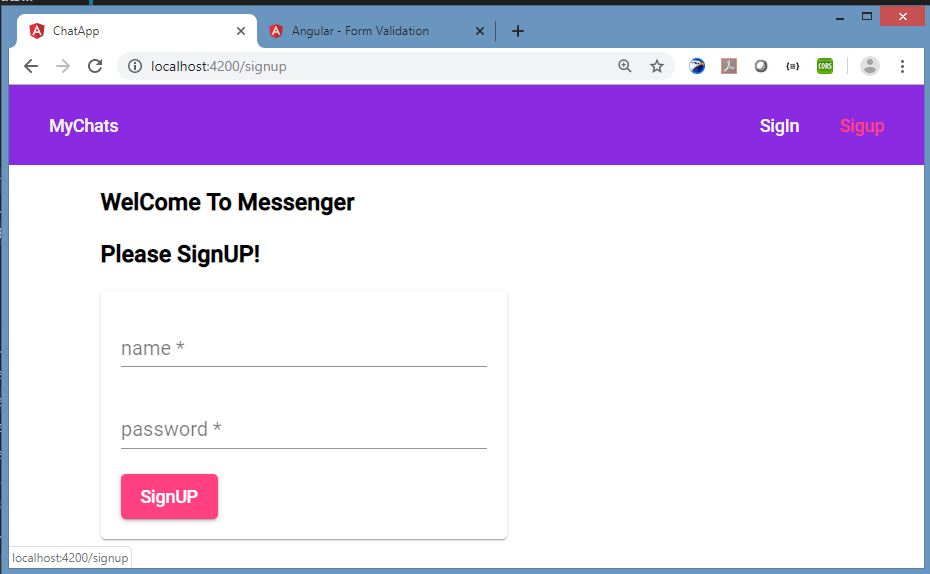 ChatApp
Angular - Form Validation
localhost:4200/signup
CORS
MyChats
SigIn
Sigup
WelCome To Messenger
Please SignUP!
name *
password *
SignUP
localhost:4200/signup